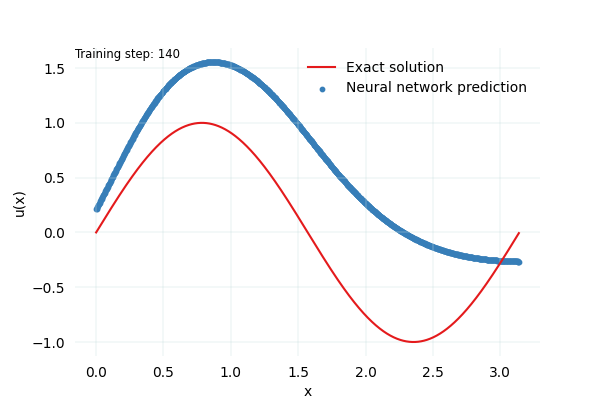 Training step: 140
Exact solution
Neural network prediction
1.5
1.0
0.5
0.0
−0.5
−1.0
u(x)
0.0 0.5 1.0 1.5 2.0 2.5 3.0
x